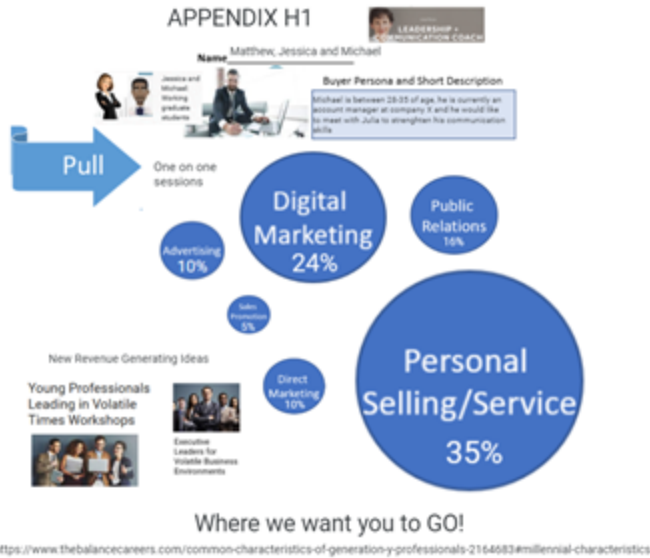 APPENDIX H1
LEADERSHIP +
COMMUNICATION COACH
Name Matthew, Jessica and Michael
Jessica and
Michael
Working
graduate
students
Buyer Persona and Short Description
Michael is between 28-35 of age, he is currently an
account manager at company X and he would like
to meet with Julia to strenghten his communication
skills
Pull
One on one
sessions
Digital
Marketing
24%
Public
Relations
16%
Advertising
10%
Sales
Promotion
5%
Personal
Selling/Service
35%
Direct
Marketing
10%
New Revenue Generating Ideas
Young Professionals
Leading in Volatile
Times Workshops
Executive
Leaders for
Volatile Business
Environments
Where we want you to GO!
ttps://www.thebalancecareers.com/common-characteristics-of-generation-y-professionals-2164683#millennial-characteristics